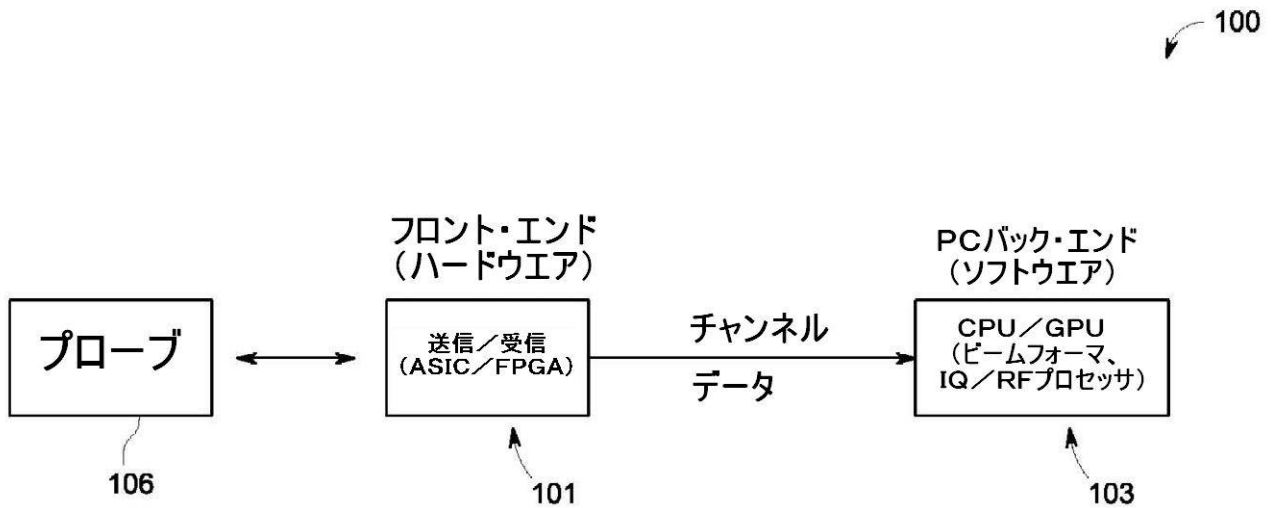 100
フロント・エンド
(ハードウエア)
PCバック・エンド
(ソフトウエア)
プローブ
送信／受信
(ASIC／FPGA)
チャンネル
データ
CPU／GPU
(ビームフォーマ、
IQ／RFプロセッサ)
106
101
103